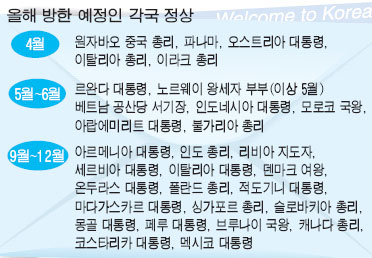 Welcome to Korea
올해 방한 예정인 각국 정상
4월
원자바오 중국 총리, 파나마, 오스트리아 대통령,
이탈리아 총리, 이라크 총리
5월~6월
르완다 대통령, 노르웨이 왕세자 부부(이상 5월)
베트남 공산당 서기장, 인도네시아 대통령, 모로코 국왕,
아랍에미리트 대통령, 불가리아 총리
9월~12월
아르메니아 대통령, 인도 총리, 리비아 지도자,
세르비아 대통령, 이탈리아 대통령, 덴마크 여왕,
온두라스 대통령, 폴란드 총리, 적도기니 대통령,
마다가스카르 대통령, 싱가포르 총리, 슬로바키아 총리,
몽골 대통령, 페루 대통령, 브루나이 국왕, 캐나다 총리,
코스타리카 대통령, 멕시코 대통령